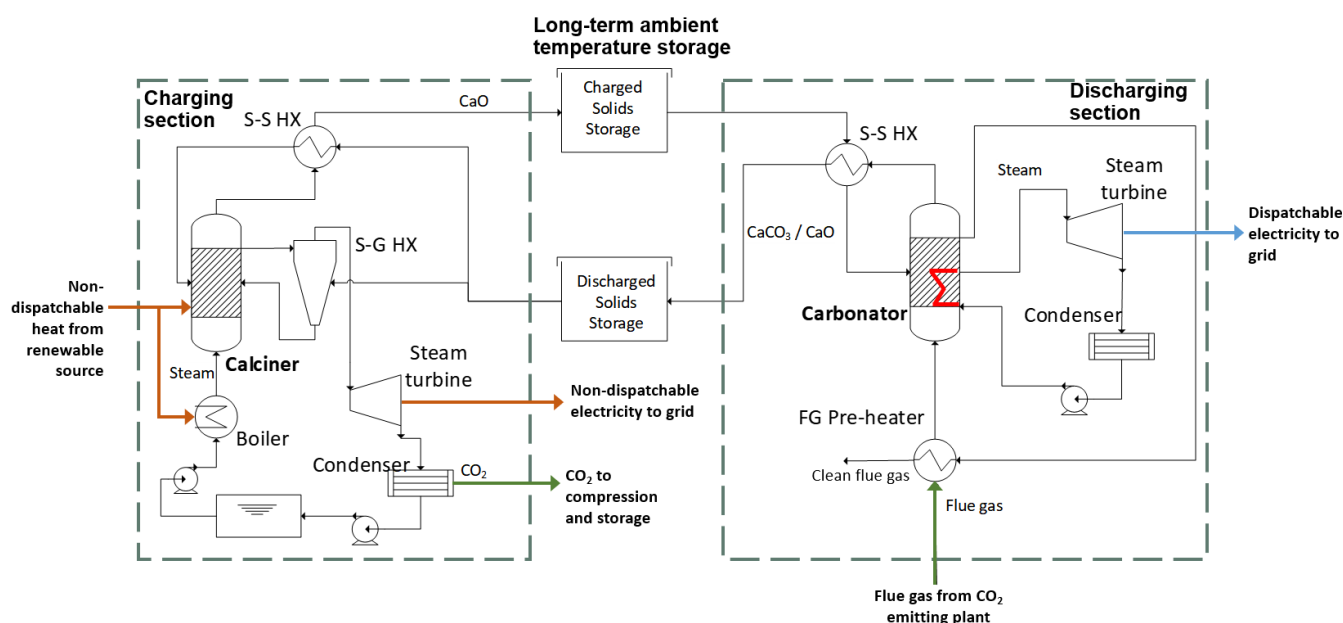 Long-term ambient
temperature storage
Charging
section
S-S HX
CaO
Charged
Solids
Storage
Discharging
section
S-S HX
Steam
Steam
turbine
Dispatchable
electricity to
grid
S-G HX
CaCO₃ / CaO
Non-
dispatchable
heat from
renewable
source
Discharged
Solids
Storage
Carbonator
Condenser
Calciner
Steam
Steam
turbine
Non-dispatchable
electricity to grid
Boiler
FG Pre-heater
Condenser
CO₂
CO₂ to
compression
and storage
Clean flue gas
Flue gas
Flue gas from CO₂
emitting plant